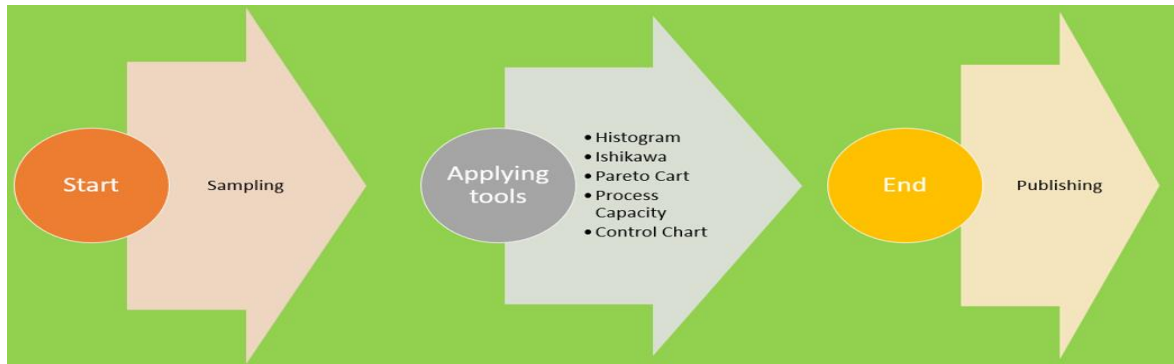 Start
Sampling
Applying
tools
• Histogram
• Ishikawa
• Pareto Cart
• Process
Capacity
• Control Chart
End
Publishing